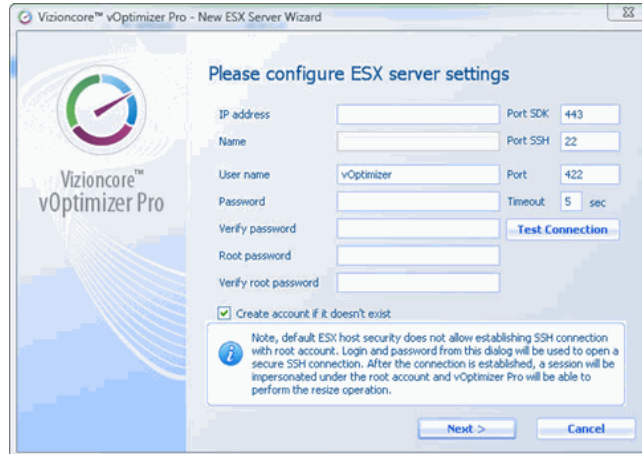 Vizioncore™ vOptimizer Pro - New ESX Server Wizard
Please configure ESX server settings
IP address
Port SDK 443
Name
Port SSH 22
User name vOptimizer
Port 422
Password
Timeout 5 sec
Verify password
Test Connection
Root password
Verify root password
Create account if it doesn't exist
Note, default ESX host security does not allow establishing SSH connection
with root account. Login and password from this dialog will be used to open a
secure SSH connection. After the connection is established, a session will be
impersonated under the root account and vOptimizer Pro will be able to
perform the resize operation.
Next >
Cancel
Vizioncore™
vOptimizer Pro